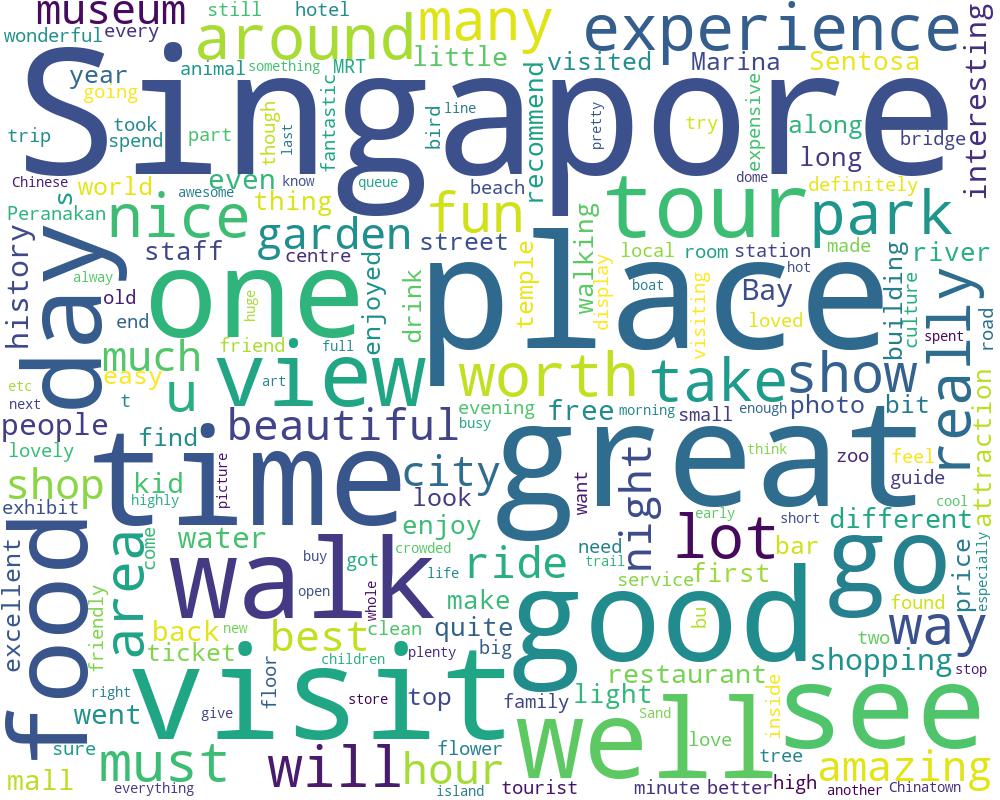 museum still hotel many experience interesting
wonderful every around little visited Marina Sentosa
Singapore
year animal something MRT
going fantastic bird line recommend pretty try expensive along bridge
trip took spend part though last long
Chinese world even know queue beach dome definitely
awesome thing
Peranakan s nice fun tour park
garden street
history day staff centre enjoyed drink temple walking local room station made river
alway one place display boat Bay hot building culture
old huge visiting loved really road
end friend full spent
much view worth take show
etc easy u art
next t evening free morning small enough photo bit attraction
people find beautiful busy
lovely time city great think zoo feel
shop kid picture look night want guide
exhibit highly early lot short different cool
excellent food area come water enjoy need bar go price especially
walk buy got crowded ride trail
open whole life service first
friendly make good found
back new best clean quite bu two way
ticket children plenty big shopping stop
visit restaurant
right floor store top family light inside see
went give well Sand love
sure must will hour flower tree amazing
mall everything island tourist minute better high another Chinatown